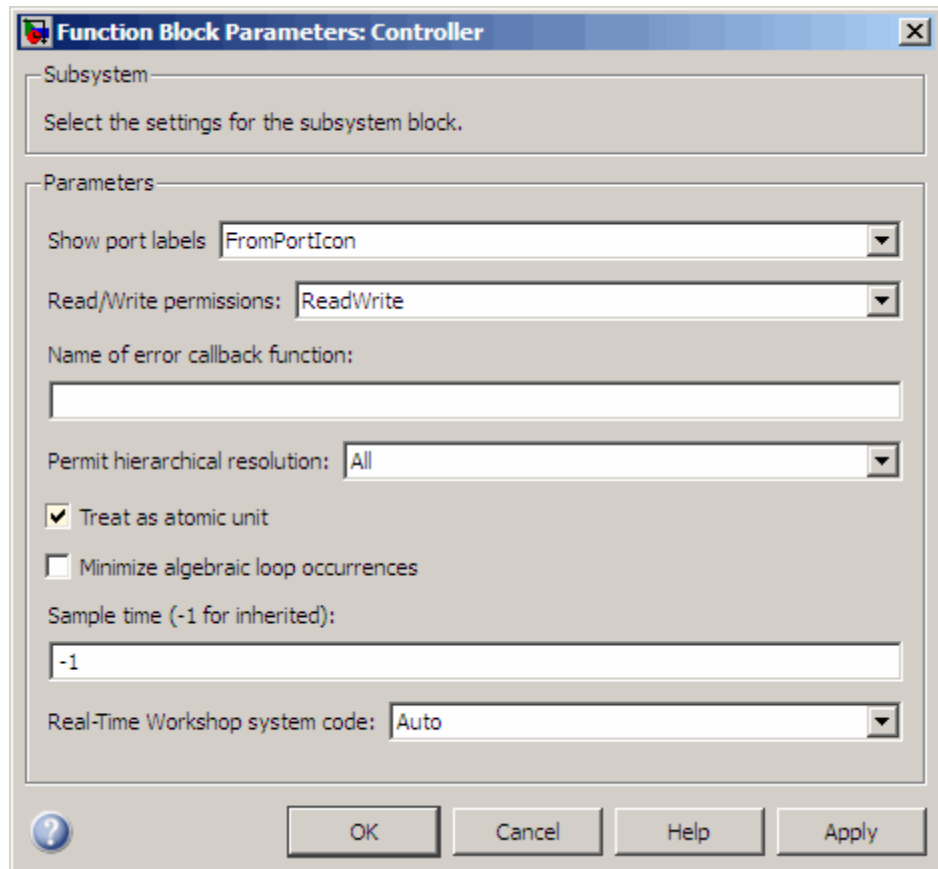 Function Block Parameters: Controller
Subsystem
Select the settings for the subsystem block.
Parameters
Show port labels FromPortIcon
Read/Write permissions: ReadWrite
Name of error callback function:
Permit hierarchical resolution: All
Treat as atomic unit
Minimize algebraic loop occurrences
Sample time (-1 for inherited):
-1
Real-Time Workshop system code: Auto
? OK Cancel Help Apply